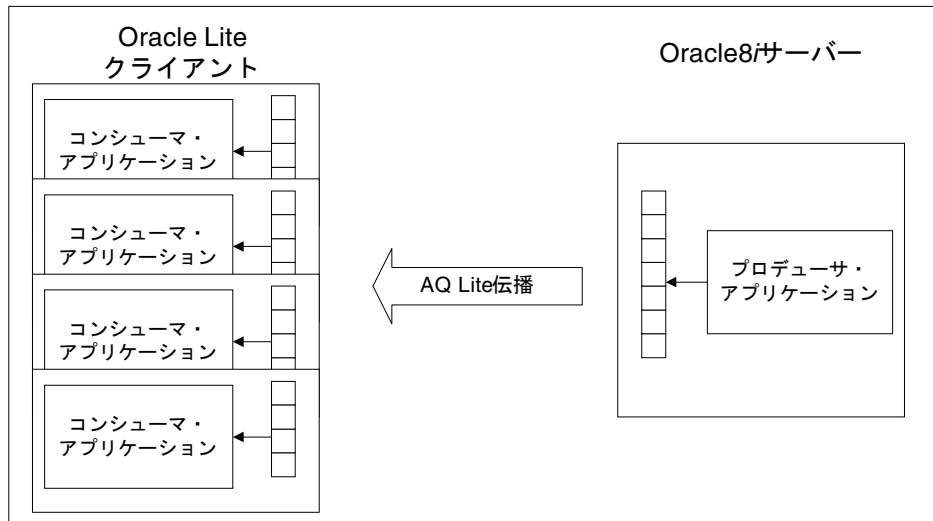 Oracle Lite
クライアント
コンシューマ・
アプリケーション
コンシューマ・
アプリケーション
コンシューマ・
アプリケーション
コンシューマ・
アプリケーション
AQ Lite伝播
Oracle8iサーバー
プロデューサ・
アプリケーション